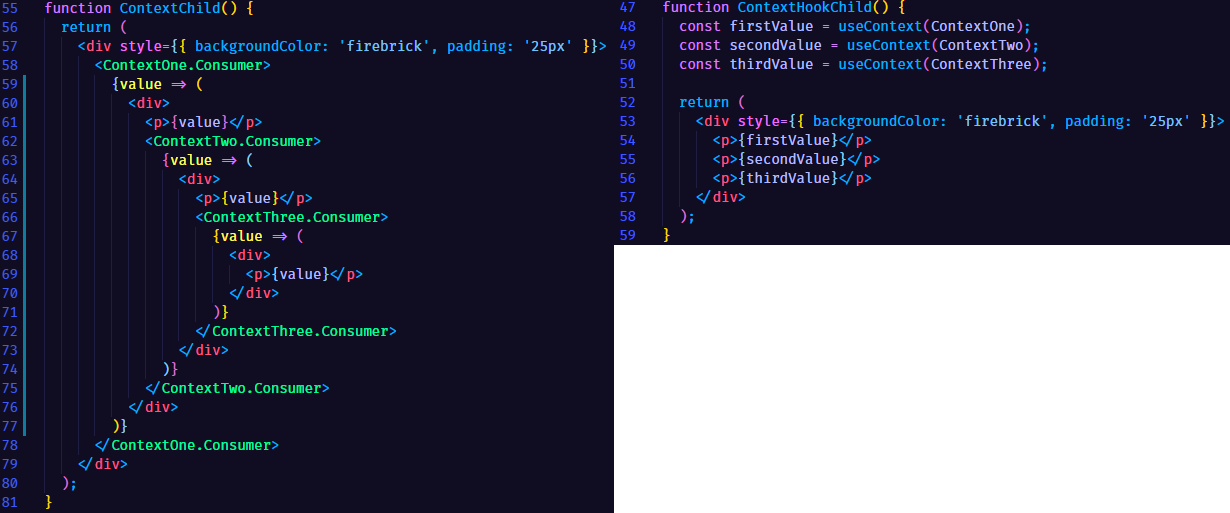 55 function ContextChild() {
56   return (
57     <div style={{ backgroundColor: 'firebrick', padding: '25px' }}>
58       <ContextOne.Consumer>
59         {value => (
60           <div>
61             <p>{value}</p>
62             <ContextTwo.Consumer>
63               {value => (
64                 <div>
65                   <p>{value}</p>
66                   <ContextThree.Consumer>
67                     {value => (
68                       <div>
69                         <p>{value}</p>
70                       </div>
71                     )}
72                   </ContextThree.Consumer>
73                 </div>
74               )}
75             </ContextTwo.Consumer>
76           </div>
77         )}
78       </ContextOne.Consumer>
79     </div>
80   );
81 }
47 function ContextHookChild() {
48   const firstValue = useContext(ContextOne);
49   const secondValue = useContext(ContextTwo);
50   const thirdValue = useContext(ContextThree);
51
52   return (
53     <div style={{ backgroundColor: 'firebrick', padding: '25px' }}>
54       <p>{firstValue}</p>
55       <p>{secondValue}</p>
56       <p>{thirdValue}</p>
57     </div>
58   );
59 }